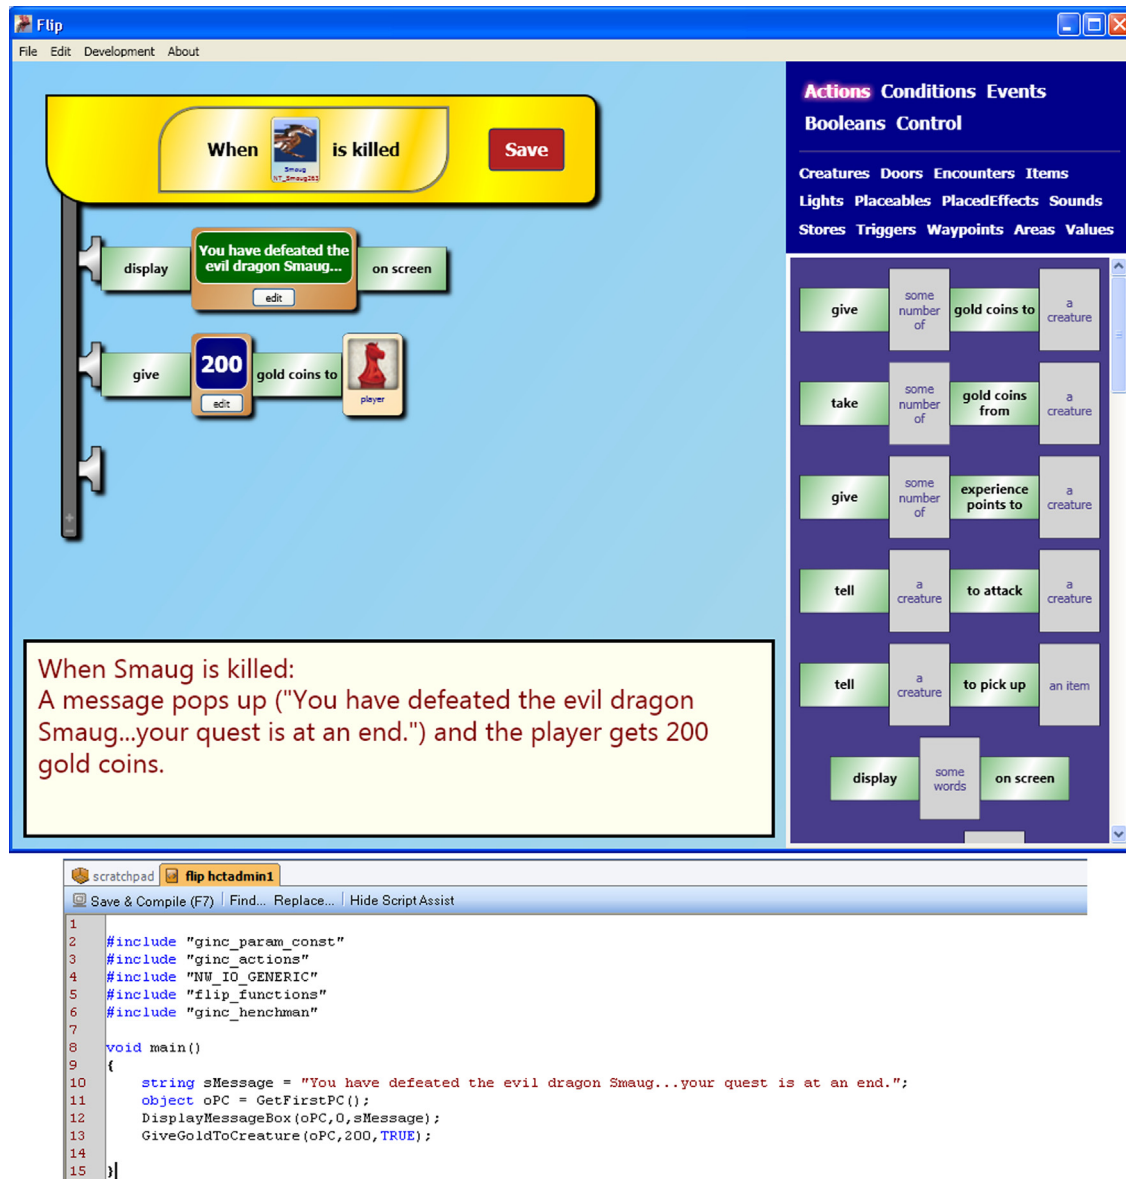 Flip
File Edit Development About
When Smaug NT_Smaug263 is killed Save
display You have defeated the evil dragon Smaug... on screen
edit
give 200 gold coins to player
edit
When Smaug is killed:
A message pops up ("You have defeated the evil dragon
Smaug...your quest is at an end.") and the player gets 200
gold coins.
Actions Conditions Events
Booleans Control
Creatures Doors Encounters Items
Lights Placeables PlacedEffects Sounds
Stores Triggers Waypoints Areas Values
give some number of gold coins to a creature
take some number of gold coins from a creature
give some number of experience points to a creature
tell a creature to attack a creature
tell a creature to pick up an item
display some words on screen
scratchpad flip hctadmin1
Save & Compile (F7) Find... Replace... Hide Script Assist
1
2 #include "ginc_param_const"
3 #include "ginc_actions"
4 #include "NW_IO_GENERIC"
5 #include "flip_functions"
6 #include "ginc_henchman"
7
8 void main()
9 {
10 string sMessage = "You have defeated the evil dragon Smaug...your quest is at an end.";
11 object oPC = GetFirstPC();
12 DisplayMessageBox(oPC,0,sMessage);
13 GiveGoldToCreature(oPC,200,TRUE);
14
15 }